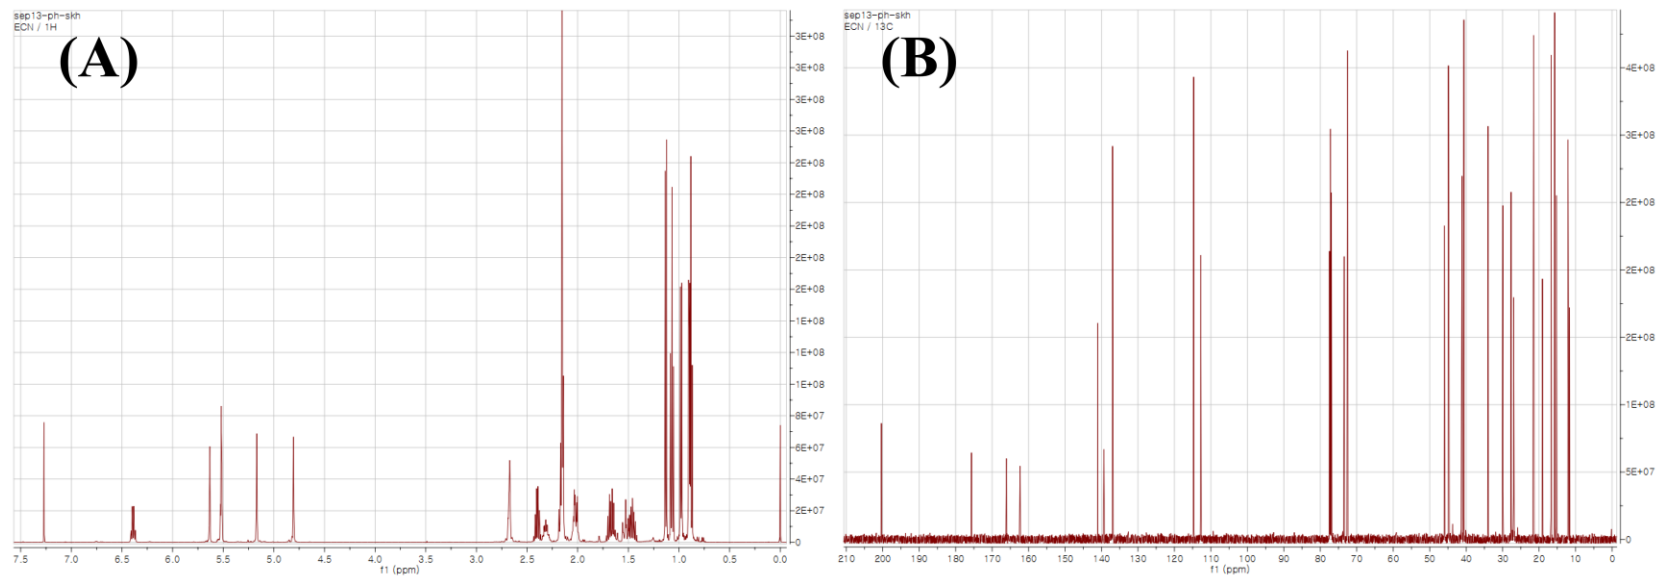 sep13-ph-skh
ECN / 1H
(A)
3E+08
3E+08
3E+08
3E+08
2E+08
2E+08
2E+08
2E+08
2E+08
1E+08
1E+08
1E+08
8E+07
6E+07
4E+07
2E+07
0
7.5 7.0 6.5 6.0 5.5 5.0 4.5 4.0 3.5 3.0 2.5 2.0 1.5 1.0 0.5 0.0
f1 (ppm)
sep13-ph-skh
ECN / 13C
(B)
4E+08
3E+08
2E+08
2E+08
2E+08
1E+08
5E+07
0
210 200 190 180 170 160 150 140 130 120 110 100 90 80 70 60 50 40 30 20 10 0
f1 (ppm)